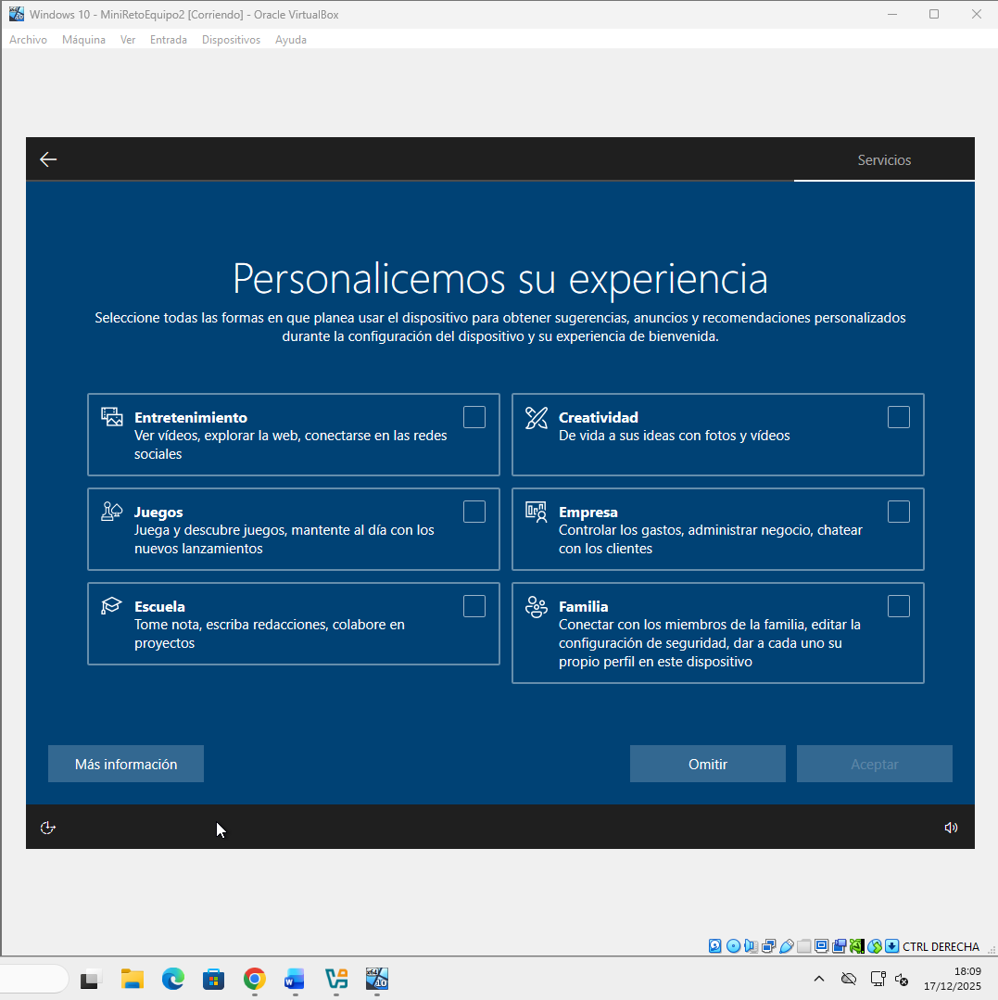 Windows 10 - MiniRetoEquipo2 [Corriendo] - Oracle VirtualBox
Archivo Máquina Ver Entrada Dispositivos Ayuda
Servicios
Personalicemos su experiencia
Seleccione todas las formas en que planea usar el dispositivo para obtener sugerencias, anuncios y recomendaciones personalizados
durante la configuración del dispositivo y su experiencia de bienvenida.
Entretenimiento
Ver vídeos, explorar la web, conectarse en las redes
sociales
Creatividad
De vida a sus ideas con fotos y vídeos
Juegos
Juega y descubre juegos, mantente al día con los
nuevos lanzamientos
Empresa
Controlar los gastos, administrar negocio, chatear
con los clientes
Escuela
Tome nota, escriba redacciones, colabore en
proyectos
Familia
Conectar con los miembros de la familia, editar la
configuración de seguridad, dar a cada uno su
propio perfil en este dispositivo
Más información
Omitir
Aceptar
CTRL DERECHA
18:09
17/12/2025